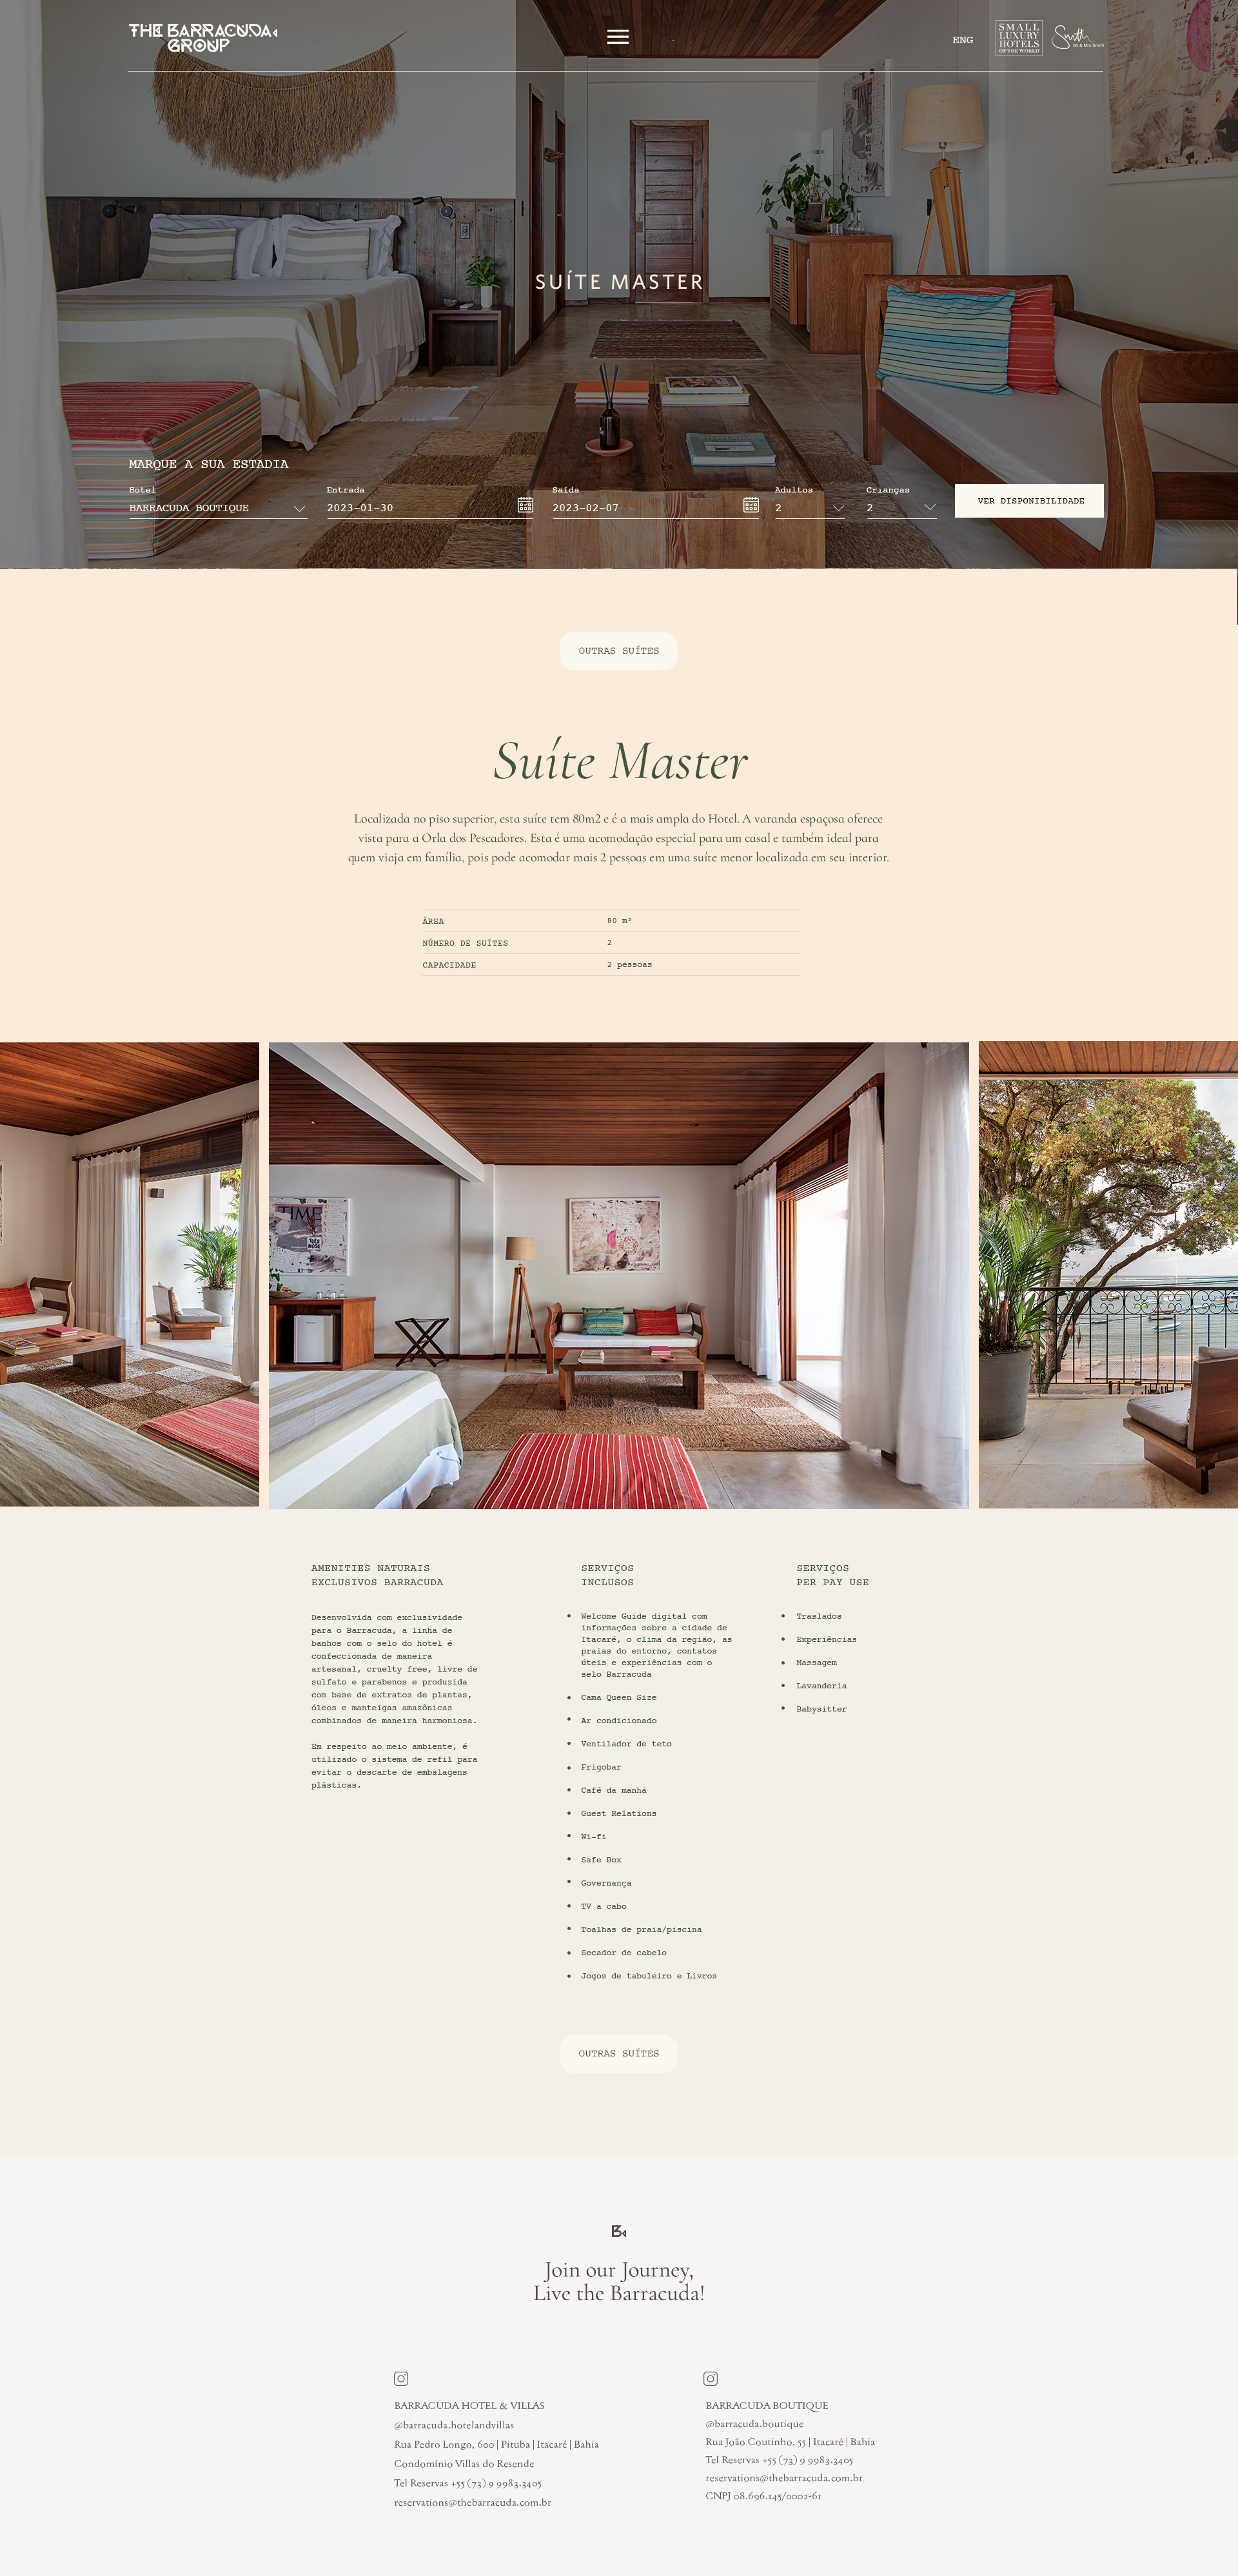 THE BARRACUDA
GROUP
ENG
SMALL
LUXURY
HOTELS
OF THE WORLD
Smith
Mr & Mrs Smith
SUÍTE MASTER
MARQUE A SUA ESTADIA
Hotel Entrada Saída Adultos Crianças
BARRACUDA BOUTIQUE 2023-01-30 2023-02-07 2 2 VER DISPONIBILIDADE
OUTRAS SUÍTES
Suíte Master
Localizada no piso superior, esta suíte tem 80m2 e é a mais ampla do Hotel. A varanda espaçosa oferece
vista para a Orla dos Pescadores. Esta é uma acomodação especial para um casal e também ideal para
quem viaja em família, pois pode acomodar mais 2 pessoas em uma suíte menor localizada em seu interior.
ÁREA 80 m²
NÚMERO DE SUÍTES 2
CAPACIDADE 2 pessoas
TIME
AMENITIES NATURAIS
EXCLUSIVOS BARRACUDA
Desenvolvida com exclusividade
para o Barracuda, a linha de
banhos com o selo do hotel é
confeccionada de maneira
artesanal, cruelty free, livre de
sulfato e parabenos e produzida
com base de extratos de plantas,
óleos e manteigas amazônicas
combinados de maneira harmoniosa.
Em respeito ao meio ambiente, é
utilizado o sistema de refil para
evitar o descarte de embalagens
plásticas.
SERVIÇOS
INCLUSOS
• Welcome Guide digital com
informações sobre a cidade de
Itacaré, o clima da região, as
praias do entorno, contatos
úteis e experiências com o
selo Barracuda
• Cama Queen Size
• Ar condicionado
• Ventilador de teto
• Frigobar
• Café da manhã
• Guest Relations
• Wi-fi
• Safe Box
• Governança
• TV a cabo
• Toalhas de praia/piscina
• Secador de cabelo
• Jogos de tabuleiro e Livros
SERVIÇOS
PER PAY USE
• Traslados
• Experiências
• Massagem
• Lavanderia
• Babysitter
OUTRAS SUÍTES
B
Join our Journey,
Live the Barracuda!
BARRACUDA HOTEL & VILLAS
@barracuda.hotelandvillas
Rua Pedro Longo, 600 | Pituba | Itacaré | Bahia
Condomínio Villas do Resende
Tel Reservas +55 (73) 9 9983.3405
reservations@thebarracuda.com.br
BARRACUDA BOUTIQUE
@barracuda.boutique
Rua João Coutinho, 55 | Itacaré | Bahia
Tel Reservas +55 (73) 9 9983.3405
reservations@thebarracuda.com.br
CNPJ 08.696.145/0002-61